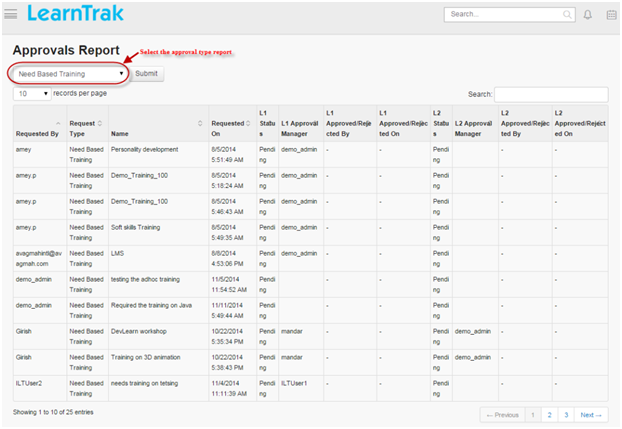 LearnTrak
Search...
Approvals Report
Select the approval type report
Need Based Training Submit
10 records per page Search:
Requested By Request Type Name Requested On L1 Status L1 Approval Manager L1 Approved/Rejected By L1 Approved/Rejected On L2 Status L2 Approval Manager L2 Approved/Rejected By L2 Approved/Rejected On
amey Need Based Training Personality development 8/5/2014 5:51:49 AM Pending demo_admin - - Pending - -
amey.p Need Based Training Demo_Training_100 8/5/2014 5:18:24 AM Pending demo_admin - - Pending - -
amey.p Need Based Training Demo_Training_100 8/5/2014 5:46:43 AM Pending demo_admin - - Pending - -
amey.p Need Based Training Soft skills Training 8/5/2014 5:49:35 AM Pending demo_admin - - Pending - -
avagmahintl@avagmah.com Need Based Training LMS 8/8/2014 4:53:06 PM Pending demo_admin - - Pending - -
demo_admin Need Based Training testing the adhoc training 11/5/2014 11:54:52 AM Pending - - Pending - -
demo_admin Need Based Training Required the training on Java 11/11/2014 5:49:44 AM Pending - - Pending - -
Girish Need Based Training DevLearn workshop 10/22/2014 5:35:34 PM Pending mandar - - Pending demo_admin - -
Girish Need Based Training Training on 3D animation 10/22/2014 5:38:43 PM Pending mandar - - Pending demo_admin - -
ILTUser2 Need Based Training needs training on tetsing 11/4/2014 11:11:39 AM Pending ILTUser1 - - Pending - -
Showing 1 to 10 of 25 entries
← Previous 1 2 3 Next →